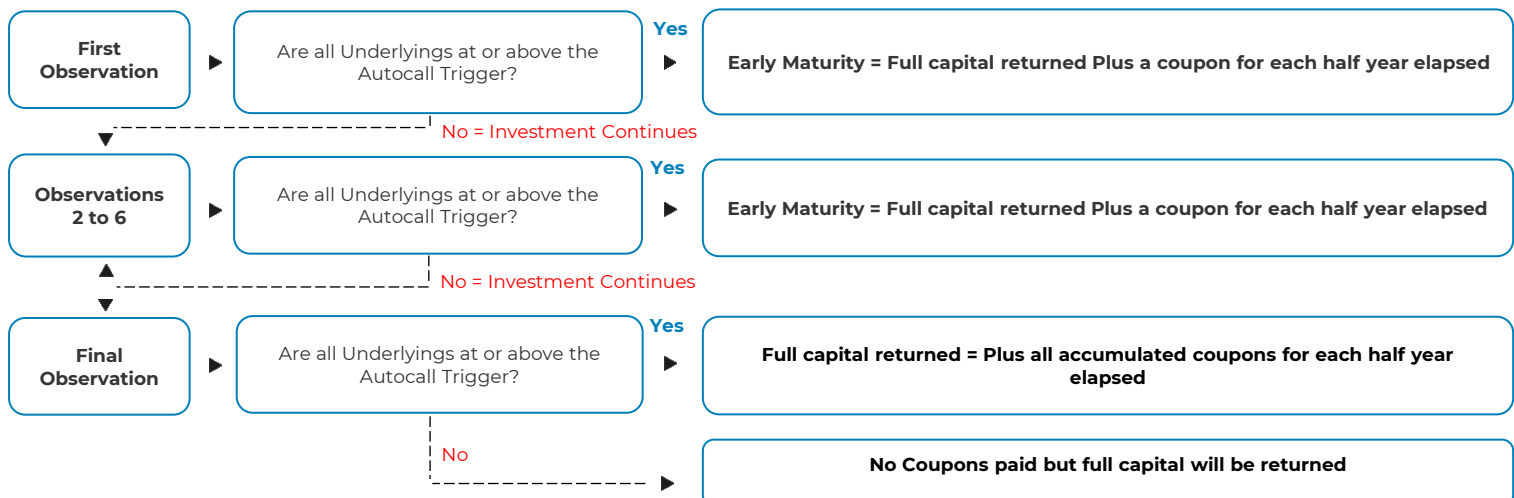 First
Observation
Are all Underlyings at or above the
Autocall Trigger?
Yes
Early Maturity = Full capital returned Plus a coupon for each half year elapsed
No = Investment Continues
Observations
2 to 6
Are all Underlyings at or above the
Autocall Trigger?
Yes
Early Maturity = Full capital returned Plus a coupon for each half year elapsed
No = Investment Continues
Final
Observation
Are all Underlyings at or above the
Autocall Trigger?
Yes
Full capital returned = Plus all accumulated coupons for each half year
elapsed
No
No Coupons paid but full capital will be returned